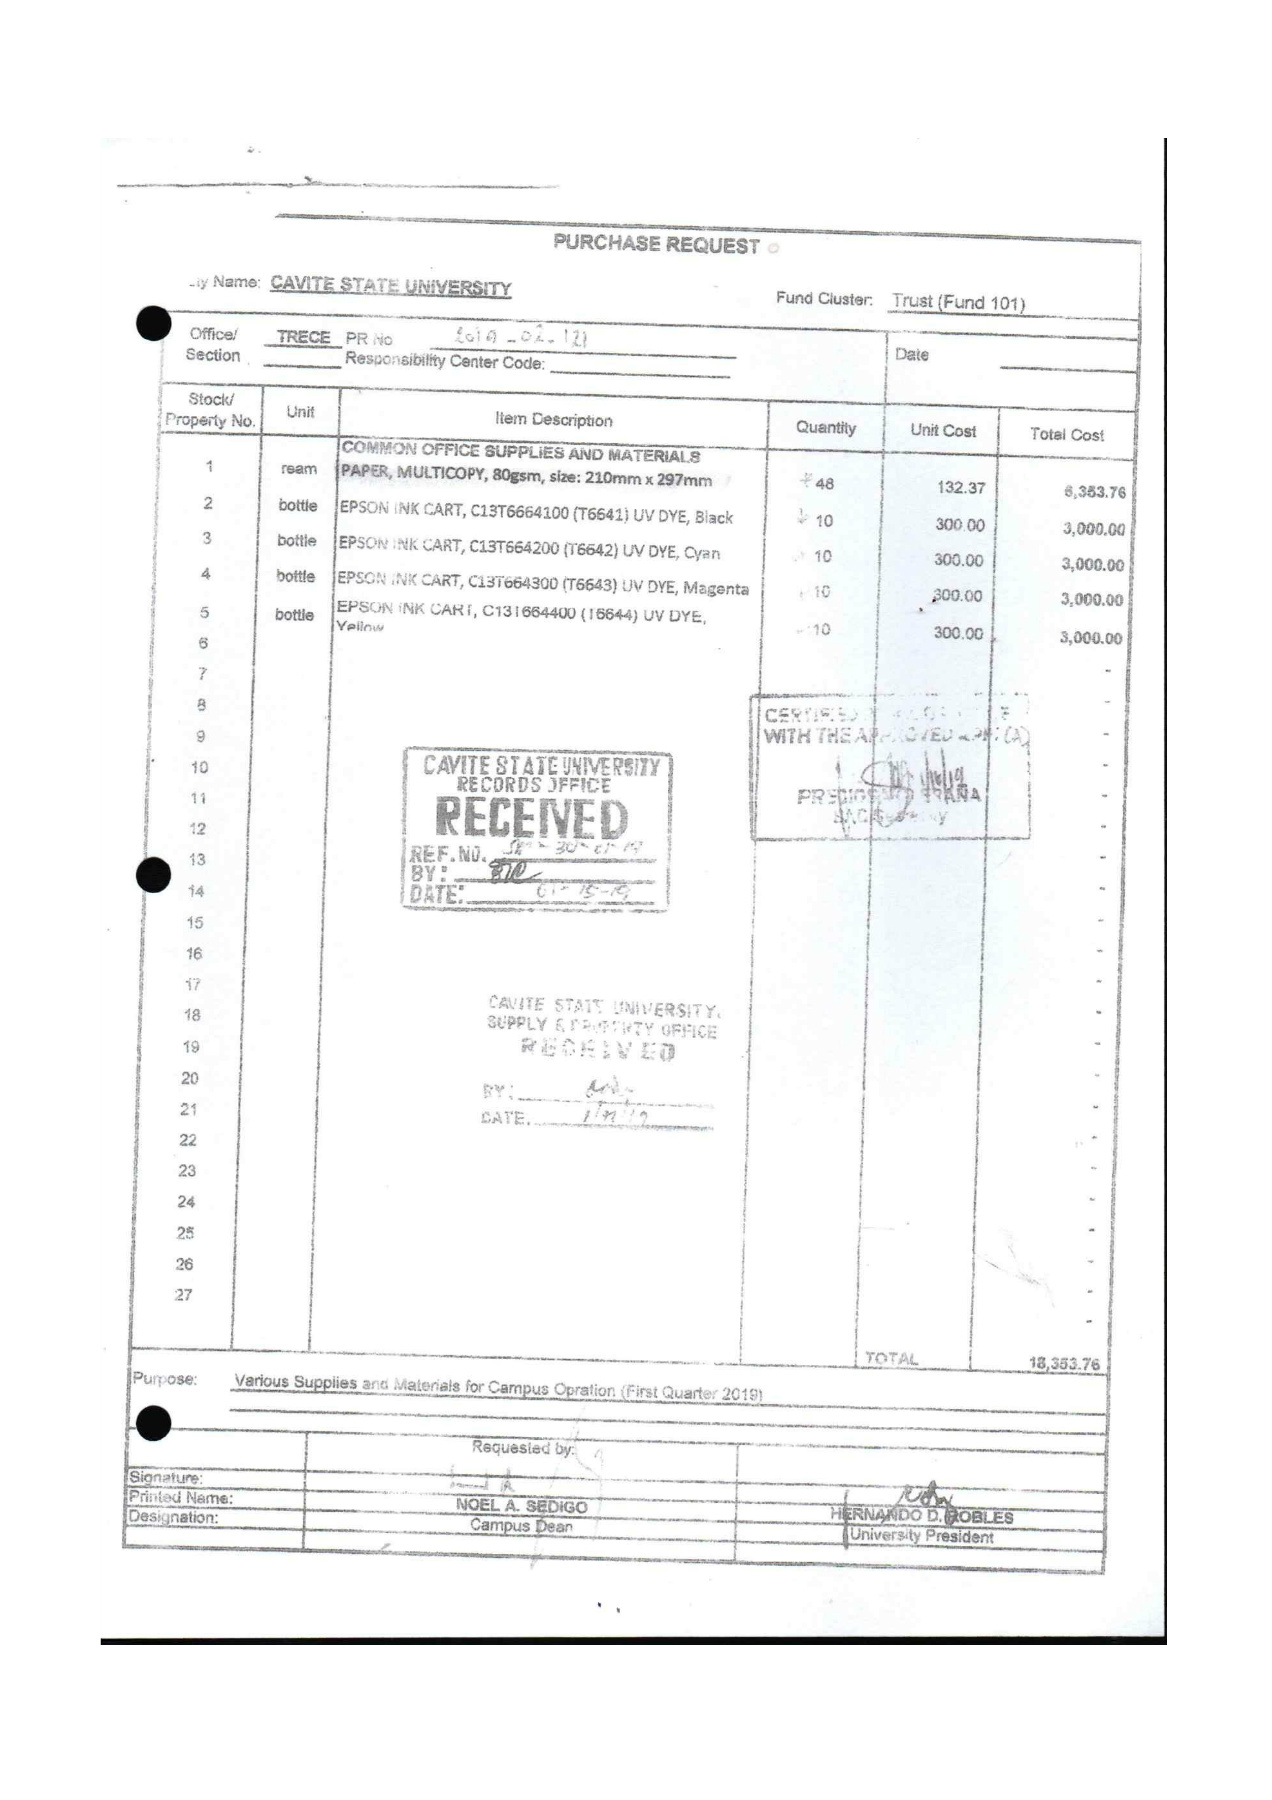 PURCHASE REQUEST
Name: CAVITE STATE UNIVERSITY
Fund Cluster: Trust (Fund 101)
Office/ TRECE PR No 2019-02-121
Section Responsibility Center Code:
Date
Stock/ Property No. Unit Item Description Quantity Unit Cost Total Cost
COMMON OFFICE SUPPLIES AND MATERIALS
1 ream PAPER, MULTICOPY, 80gsm, size: 210mm x 297mm 48 132.37 6,353.76
2 bottle EPSON INK CART, C13T6664100 (T6641) UV DYE, Black 10 300.00 3,000.00
3 bottle EPSON INK CART, C13T664200 (T6642) UV DYE, Cyan 10 300.00 3,000.00
4 bottle EPSON INK CART, C13T664300 (T6643) UV DYE, Magenta 10 300.00 3,000.00
5 bottle EPSON INK CART, C13T664400 (T6644) UV DYE, 10 300.00 3,000.00
Yellow
6
7 -
8
9 -
10 -
11 -
12 -
13 -
14 -
15 -
16 -
17 -
18 -
19 -
20 -
21 -
22 -
23 -
24 -
25 -
26 -
27 -
-
CERTIFIED
WITH THE APPROVED
CAVITE STATE UNIVERSITY
RECORDS OFFICE
RECEIVED
REF. NO.
BY:
DATE: 01-15-19
CAVITE STATE UNIVERSITY
SUPPLY & PROPERTY OFFICE
RECEIVED
BY:
DATE.
TOTAL 18,353.76
Purpose: Various Supplies and Materials for Campus Opration (First Quarter 2019)
Requested by:
Signature:
Printed Name: NOEL A. SEDIGO HERNANDO D. ROBLES
Designation: Campus Dean University President